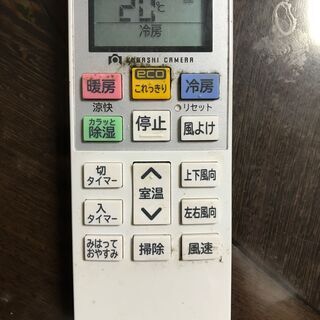 20℃
冷房
KURASHI CAMERA
暖房
eco
これっきり
冷房
涼快
リセット
カラッと
除湿
停止
風よけ
切
タイマー
室温
上下風向
入
タイマー
左右風向
みはって
おやすみ
掃除
風速